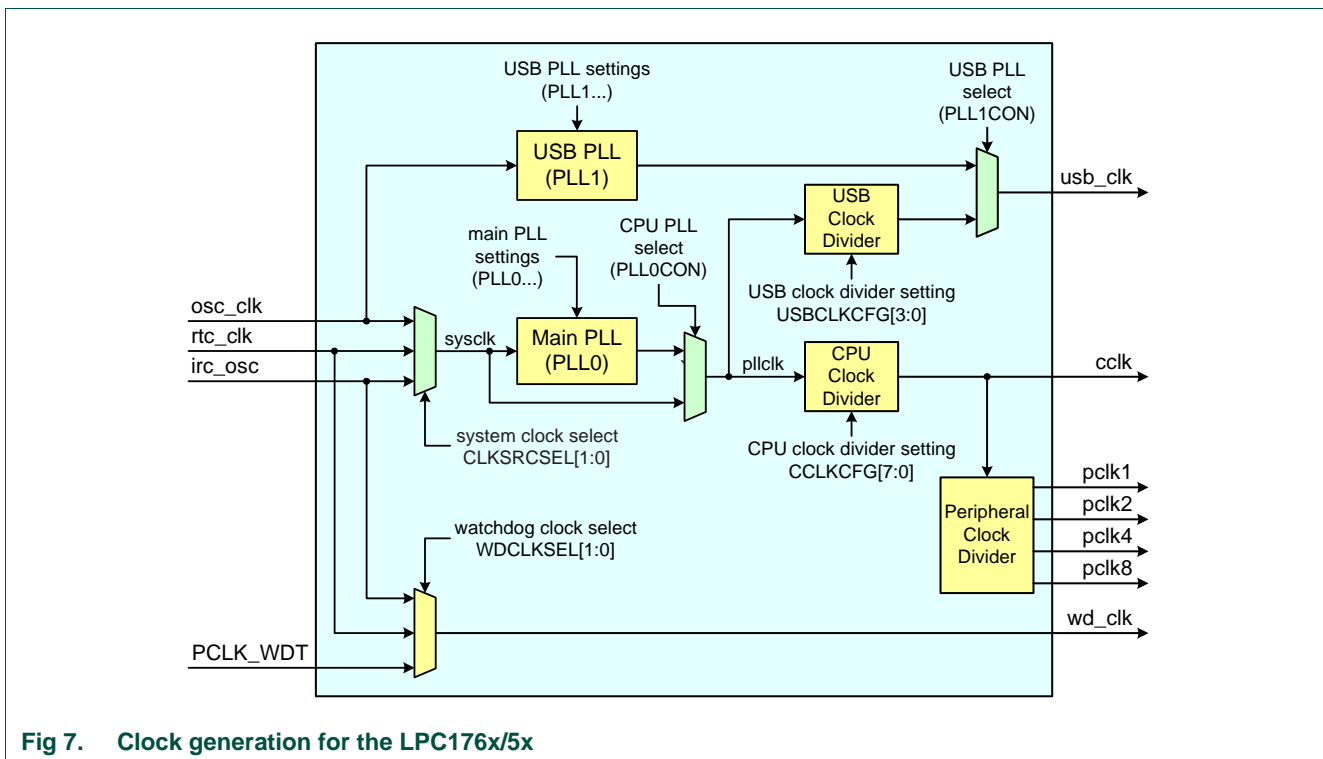 USB PLL settings
(PLL1...)
USB PLL
select
(PLL1CON)
USB PLL
(PLL1)
usb_clk
USB
Clock
Divider
main PLL
settings
(PLL0...)
CPU PLL
select
(PLL0CON)
USB clock divider setting
USBCLKCFG[3:0]
osc_clk
rtc_clk
irc_osc
sysclk
Main PLL
(PLL0)
pllclk
CPU
Clock
Divider
cclk
system clock select
CLKSRCSEL[1:0]
CPU clock divider setting
CCLKCFG[7:0]
Peripheral
Clock
Divider
pclk1
pclk2
pclk4
pclk8
watchdog clock select
WDCLKSEL[1:0]
PCLK_WDT
wd_clk
Fig 7. Clock generation for the LPC176x/5x